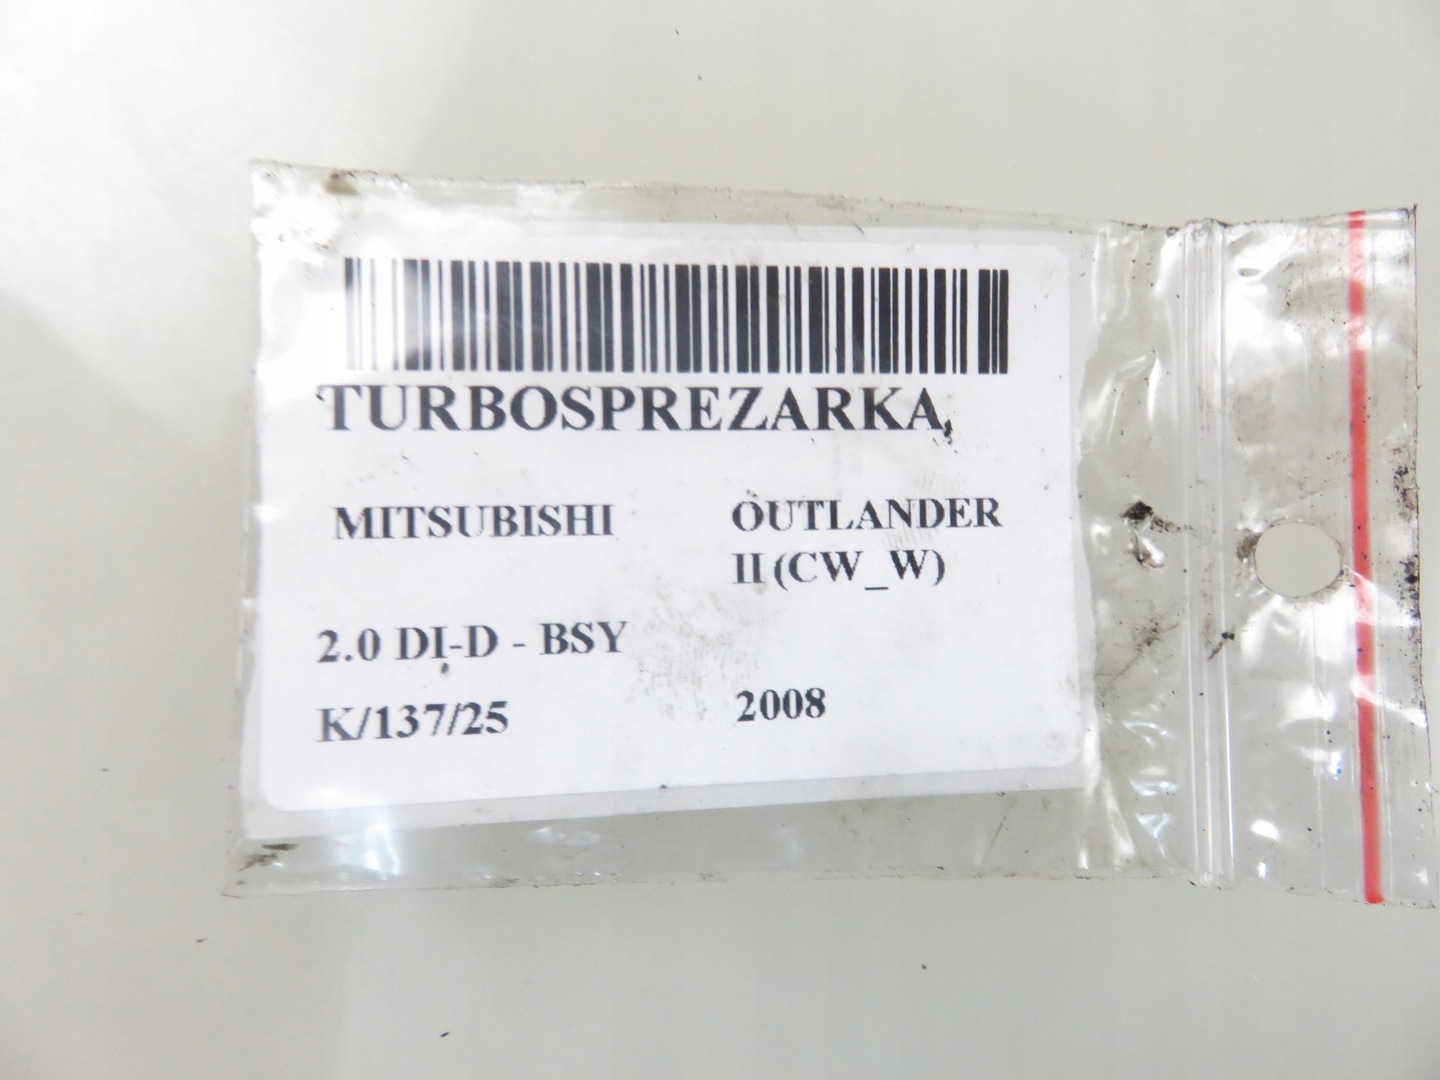 TURBOSPREZARKA
MITSUBISHI OUTLANDER
II (CW_W)
2.0 DI-D - BSY
K/137/25 2008